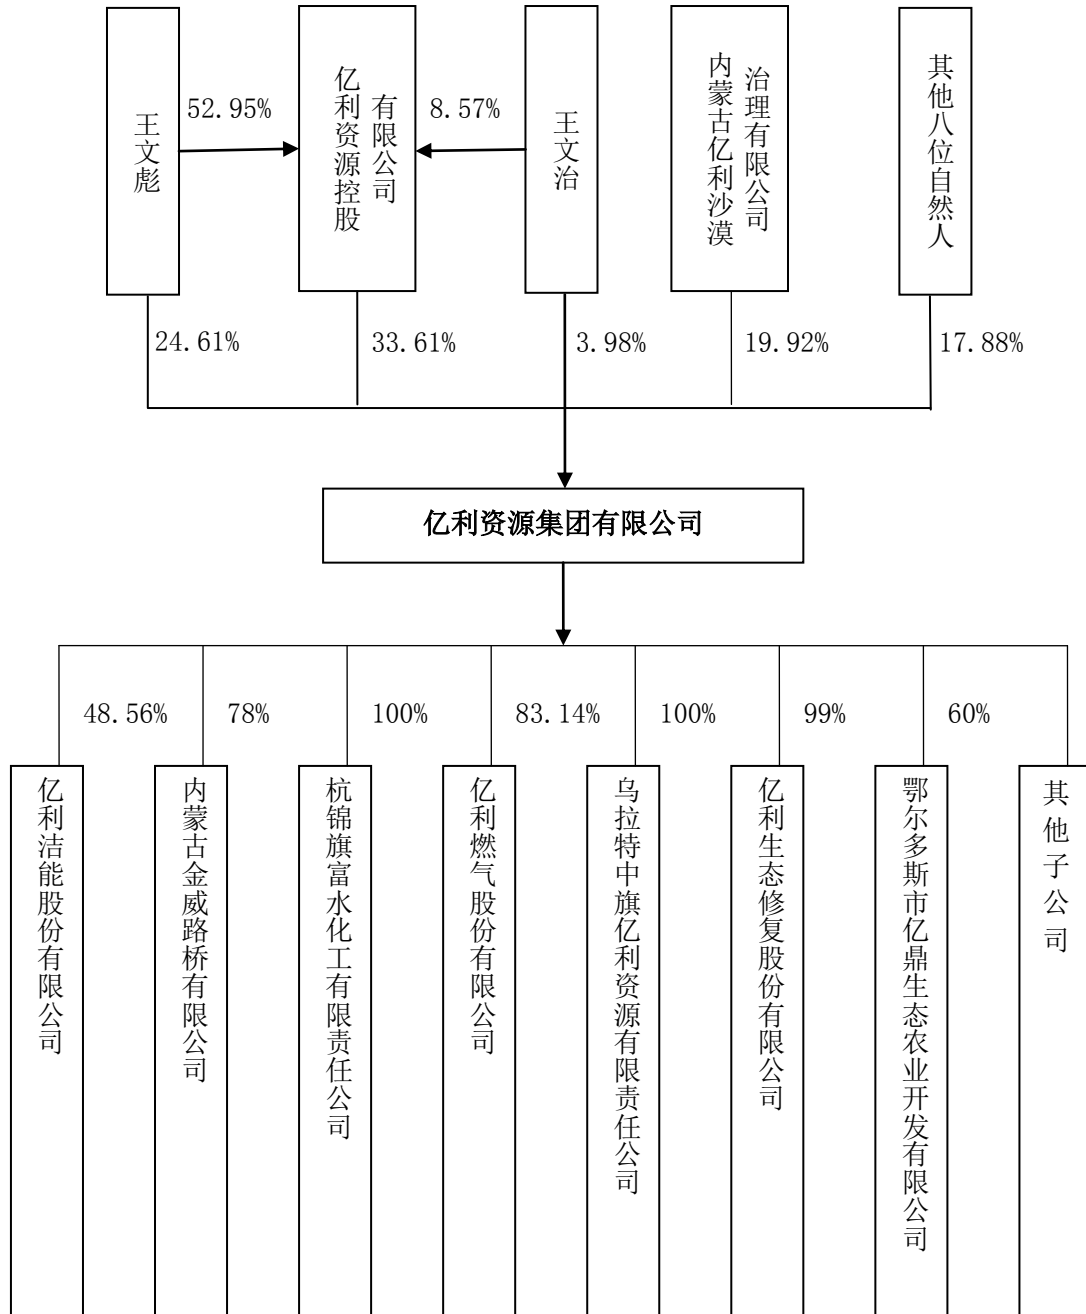 王文彪
52.95%
亿利资源控股
有限公司
8.57%
王文治
内蒙古亿利沙漠
治理有限公司
其他八位自然人
24.61%
33.61%
3.98%
19.92%
17.88%
亿利资源集团有限公司
48.56%
78%
100%
83.14%
100%
99%
60%
亿利洁能股份有限公司
内蒙古金威路桥有限公司
杭锦旗富水化工有限责任公司
亿利燃气股份有限公司
乌拉特中旗亿利资源有限责任公司
亿利生态修复股份有限公司
鄂尔多斯市亿鼎生态农业开发有限公司
其他子公司